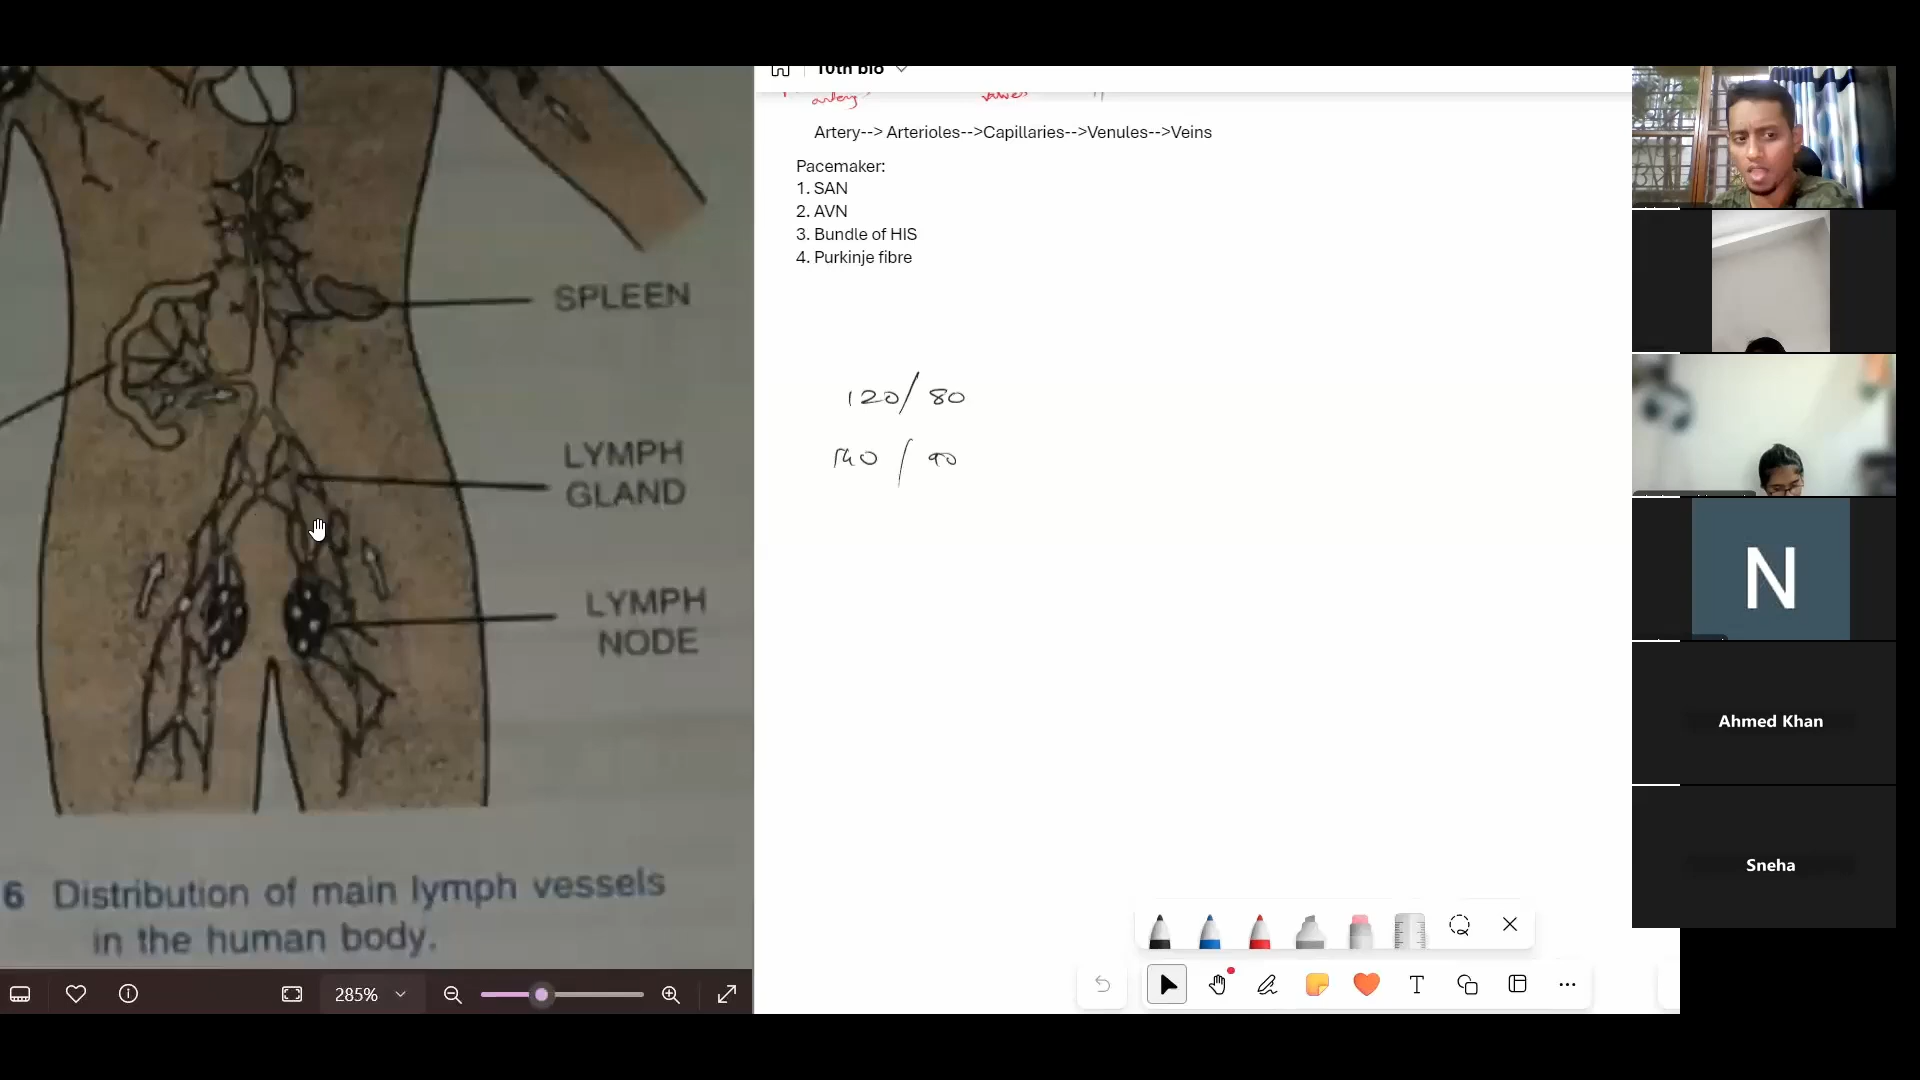 SPLEEN
LYMPH
GLAND
LYMPH
NODE
6 Distribution of main lymph vessels
in the human body.
285%
10th bio
artery
Artery--> Arterioles-->Capillaries-->Venules-->Veins
Pacemaker:
1. SAN
2. AVN
3. Bundle of HIS
4. Purkinje fibre
120/80
140/90
T
N
Ahmed Khan
Sneha